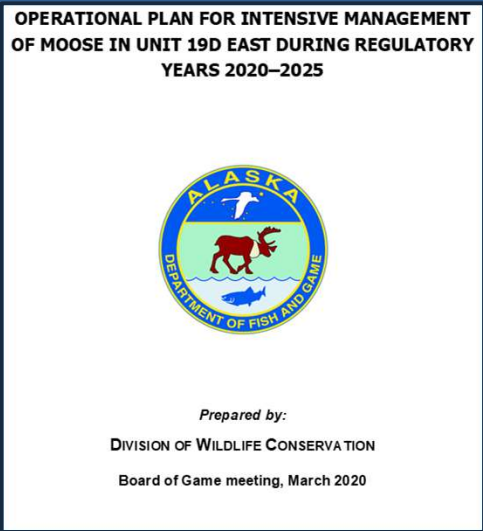 OPERATIONAL PLAN FOR INTENSIVE MANAGEMENT
OF MOOSE IN UNIT 19D EAST DURING REGULATORY
YEARS 2020–2025
ALASKA
DEPARTMENT OF FISH AND GAME
Prepared by:
DIVISION OF WILDLIFE CONSERVATION
Board of Game meeting, March 2020